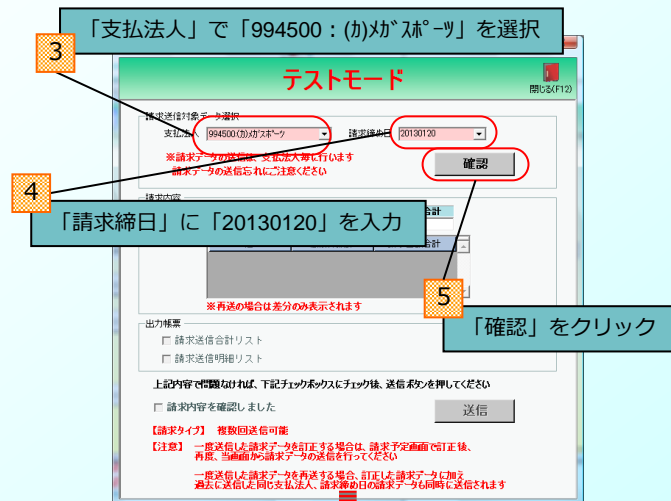 「支払法人」で「994500：(カ)メガスポーツ」を選択
3
テストモード
閉じる(F12)
請求送信対象データ選択
支払法人 994500:(カ)メガスポーツ 請求締め日 20130120
※請求データの送信は、支払法人毎に行います
請求データの送信忘れにご注意ください
確認
4
請求内容
合計
「請求締日」に「20130120」を入力
合計
5
※再送の場合は差分のみ表示されます
「確認」をクリック
出力帳票
請求送信合計リスト
請求送信明細リスト
上記内容で問題なければ、下記チェックボックスにチェック後、送信ボタンを押してください
請求内容を確認しました
送信
【請求タイプ】 複数回送信可能
【注意】 一度送信した請求データを訂正する場合は、請求予定画面で訂正後、
再度、当画面から請求データの送信を行ってください
一度送信した請求データを再送する場合、訂正した請求データに加え
過去に送信した同じ支払法人、請求締め日の請求データも同時に送信されます